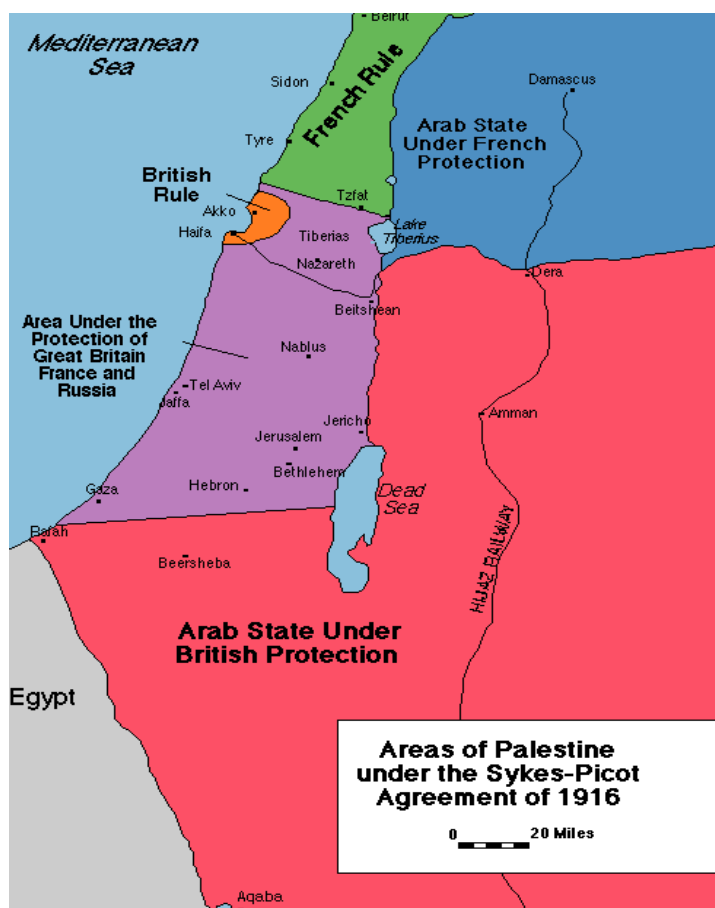 Beirut
Mediterranean
Sea
Sidon
French Rule
Damascus
Arab State
Under French
Protection
Tyre
British
Rule
Tzfat
Akko
Haifa
Lake
Tiberius
Tiberias
Nazareth
Dera
Beitshean
Area Under the
Protection of
Great Britain
France and
Russia
Nablus
Tel Aviv
Jaffa
Jericho
Amman
Jerusalem
Bethlehem
Hebron
Gaza
Dead
Sea
Rafah
Beersheba
HIJAZ RAILWAY
Arab State Under
British Protection
Egypt
Areas of Palestine
under the Sykes-Picot
Agreement of 1916
0 20 Miles
Aqaba